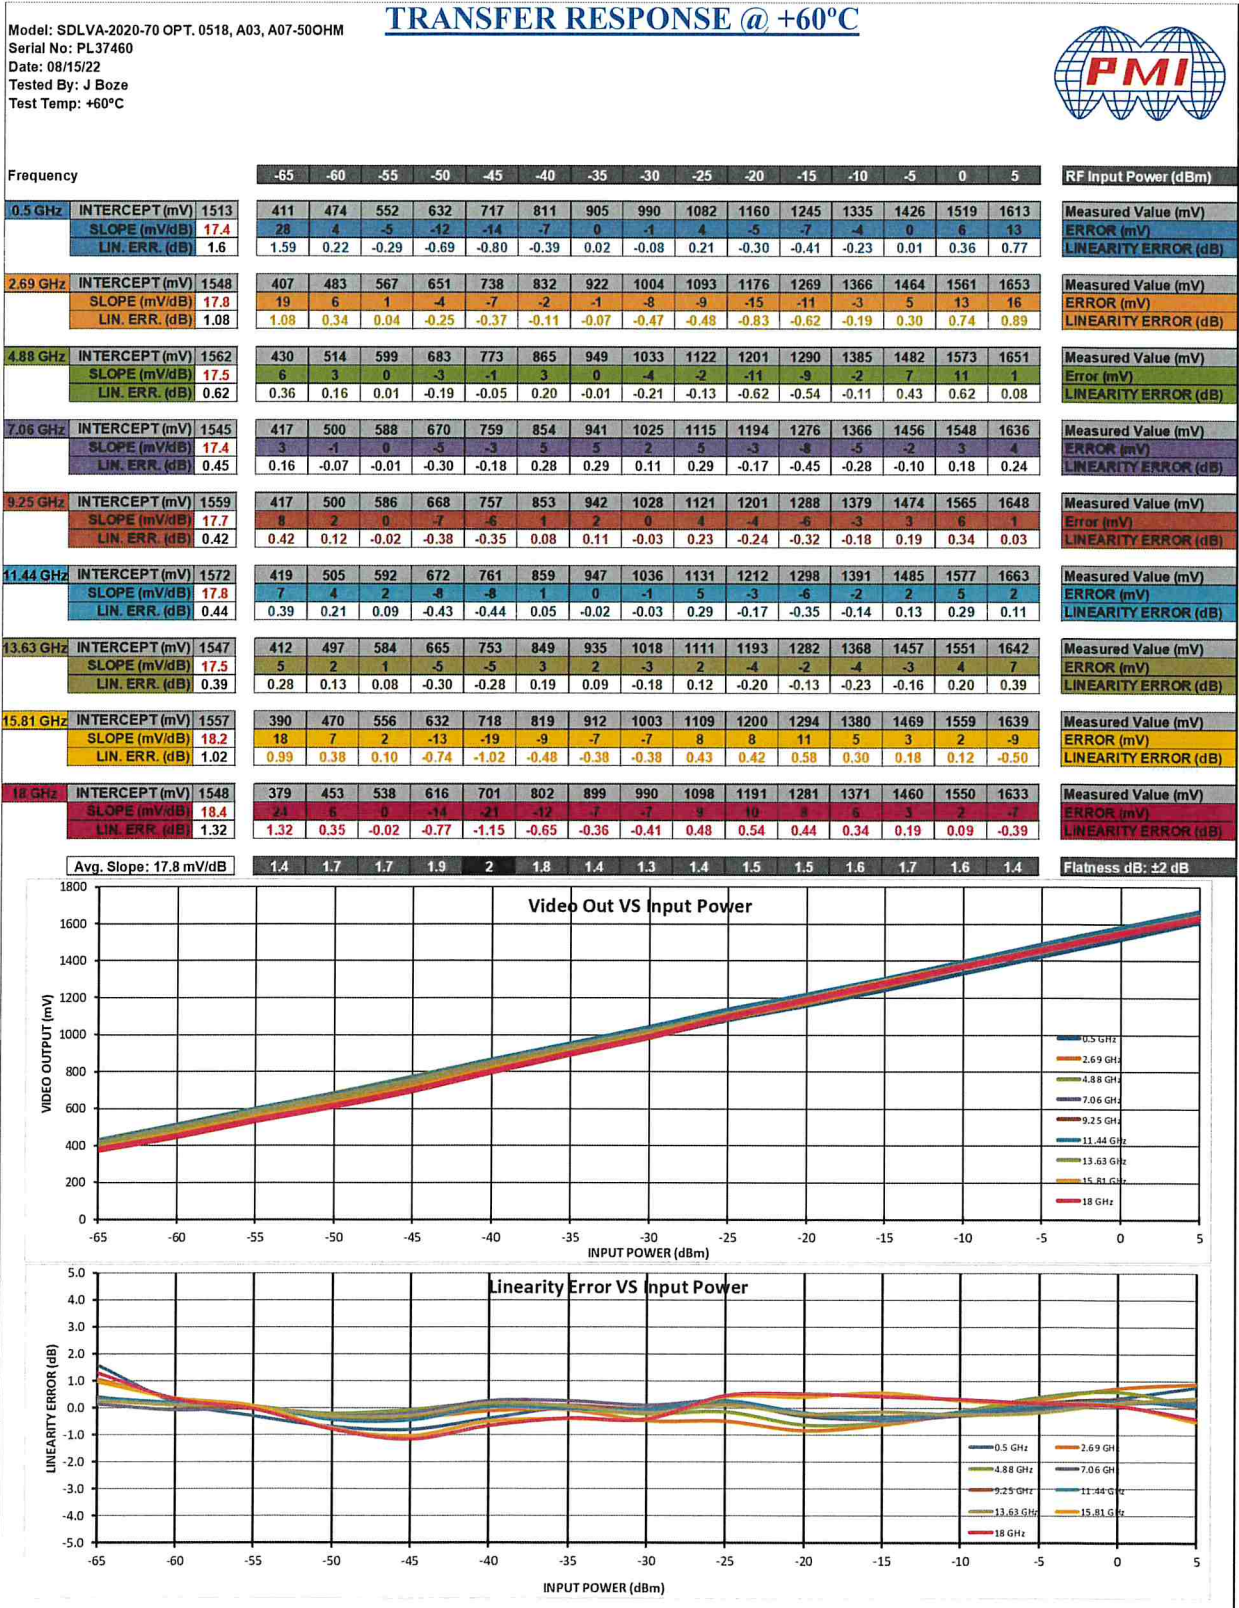 TRANSFER RESPONSE @ +60ºC
Model: SDLVA-2020-70 OPT. 0518, A03, A07-50OHM
Serial No: PL37460
Date: 08/15/22
Tested By: J Boze
Test Temp: +60ºC
PMI
Frequency -65 -60 -55 -50 -45 -40 -35 -30 -25 -20 -15 -10 -5 0 5 RF Input Power (dBm)
0.5 GHz INTERCEPT (mV) 1513 411 474 552 632 717 811 905 990 1082 1160 1245 1335 1426 1519 1613 Measured Value (mV)
SLOPE (mV/dB) 17.4 28 4 -5 -12 -14 -7 0 -1 4 -5 -7 -4 0 6 13 ERROR (mV)
LIN. ERR. (dB) 1.6 1.59 0.22 -0.29 -0.69 -0.80 -0.39 0.02 -0.08 0.21 -0.30 -0.41 -0.23 0.01 0.36 0.77 LINEARITY ERROR (dB)
2.69 GHz INTERCEPT (mV) 1548 407 483 567 651 738 832 922 1004 1093 1176 1269 1366 1464 1561 1653 Measured Value (mV)
SLOPE (mV/dB) 17.8 19 6 1 -4 -7 -2 -1 -8 -9 -15 -11 -3 5 13 16 ERROR (mV)
LIN. ERR. (dB) 1.08 1.08 0.34 0.04 -0.25 -0.37 -0.11 -0.07 -0.47 -0.48 -0.83 -0.62 -0.19 0.30 0.74 0.89 LINEARITY ERROR (dB)
4.88 GHz INTERCEPT (mV) 1562 430 514 599 683 773 865 949 1033 1122 1201 1290 1385 1482 1573 1651 Measured Value (mV)
SLOPE (mV/dB) 17.5 6 3 0 -3 -1 3 0 -4 -2 -11 -9 -2 7 11 1 Error (mV)
LIN. ERR. (dB) 0.62 0.36 0.16 0.01 -0.19 -0.05 0.20 -0.01 -0.21 -0.13 -0.62 -0.54 -0.11 0.43 0.62 0.08 LINEARITY ERROR (dB)
7.06 GHz INTERCEPT (mV) 1545 417 500 588 670 759 854 941 1025 1115 1194 1276 1366 1456 1548 1636 Measured Value (mV)
SLOPE (mV/dB) 17.4 3 -1 0 -5 -3 5 5 2 5 -3 -8 -5 -2 3 4 ERROR (mV)
LIN. ERR. (dB) 0.45 0.16 -0.07 -0.01 -0.30 -0.18 0.28 0.29 0.11 0.29 -0.17 -0.45 -0.28 -0.10 0.18 0.24 LINEARITY ERROR (dB)
9.25 GHz INTERCEPT (mV) 1559 417 500 586 668 757 853 942 1028 1121 1201 1288 1379 1474 1565 1648 Measured Value (mV)
SLOPE (mV/dB) 17.7 8 2 0 -7 -6 1 2 0 4 -4 -6 -3 3 6 1 Error (mV)
LIN. ERR. (dB) 0.42 0.42 0.12 -0.02 -0.38 -0.35 0.08 0.11 -0.03 0.23 -0.24 -0.32 -0.18 0.19 0.34 0.03 LINEARITY ERROR (dB)
11.44 GHz INTERCEPT (mV) 1572 419 505 592 672 761 859 947 1036 1131 1212 1298 1391 1485 1577 1663 Measured Value (mV)
SLOPE (mV/dB) 17.8 7 4 2 -8 -8 1 0 -1 5 -3 -6 -2 2 5 2 ERROR (mV)
LIN. ERR. (dB) 0.44 0.39 0.21 0.09 -0.43 -0.44 0.05 -0.02 -0.03 0.29 -0.17 -0.35 -0.14 0.13 0.29 0.11 LINEARITY ERROR (dB)
13.63 GHz INTERCEPT (mV) 1547 412 497 584 665 753 849 935 1018 1111 1193 1282 1368 1457 1551 1642 Measured Value (mV)
SLOPE (mV/dB) 17.5 5 2 1 -5 -5 3 2 -3 2 -4 -2 -4 -3 4 7 ERROR (mV)
LIN. ERR. (dB) 0.39 0.28 0.13 0.08 -0.30 -0.28 0.19 0.09 -0.18 0.12 -0.20 -0.13 -0.23 -0.16 0.20 0.39 LINEARITY ERROR (dB)
15.81 GHz INTERCEPT (mV) 1557 390 470 556 632 718 819 912 1003 1109 1200 1294 1380 1469 1559 1639 Measured Value (mV)
SLOPE (mV/dB) 18.2 18 7 2 -13 -19 -9 -7 -7 8 8 11 5 3 2 -9 ERROR (mV)
LIN. ERR. (dB) 1.02 0.99 0.38 0.10 -0.74 -1.02 -0.48 -0.38 -0.38 0.43 0.42 0.58 0.30 0.18 0.12 -0.50 LINEARITY ERROR (dB)
18 GHz INTERCEPT (mV) 1548 379 453 538 616 701 802 899 990 1098 1191 1281 1371 1460 1550 1633 Measured Value (mV)
SLOPE (mV/dB) 18.4 24 6 0 -14 -21 -12 -7 -7 9 10 8 6 3 2 -7 ERROR (mV)
LIN. ERR. (dB) 1.32 1.32 0.35 -0.02 -0.77 -1.15 -0.65 -0.36 -0.41 0.48 0.54 0.44 0.34 0.19 0.09 -0.39 LINEARITY ERROR (dB)
Avg. Slope: 17.8 mV/dB 1.4 1.7 1.7 1.9 2 1.8 1.4 1.3 1.4 1.5 1.5 1.6 1.7 1.6 1.4 Flatness dB: ±2 dB
Video Out VS Input Power
1800
1600
1400
1200
1000
800
600
400
200
0
VIDEO OUTPUT (mV)
0.5 GHz
2.69 GHz
4.88 GHz
7.06 GHz
9.25 GHz
11.44 GHz
13.63 GHz
15.81 GHz
18 GHz
-65 -60 -55 -50 -45 -40 -35 -30 -25 -20 -15 -10 -5 0 5
INPUT POWER (dBm)
Linearity Error VS Input Power
5.0
4.0
3.0
2.0
1.0
0.0
-1.0
-2.0
-3.0
-4.0
-5.0
LINEARITY ERROR (dB)
0.5 GHz 2.69 GHz
4.88 GHz 7.06 GHz
9.25 GHz 11.44 GHz
13.63 GHz 15.81 GHz
18 GHz
-65 -60 -55 -50 -45 -40 -35 -30 -25 -20 -15 -10 -5 0 5
INPUT POWER (dBm)